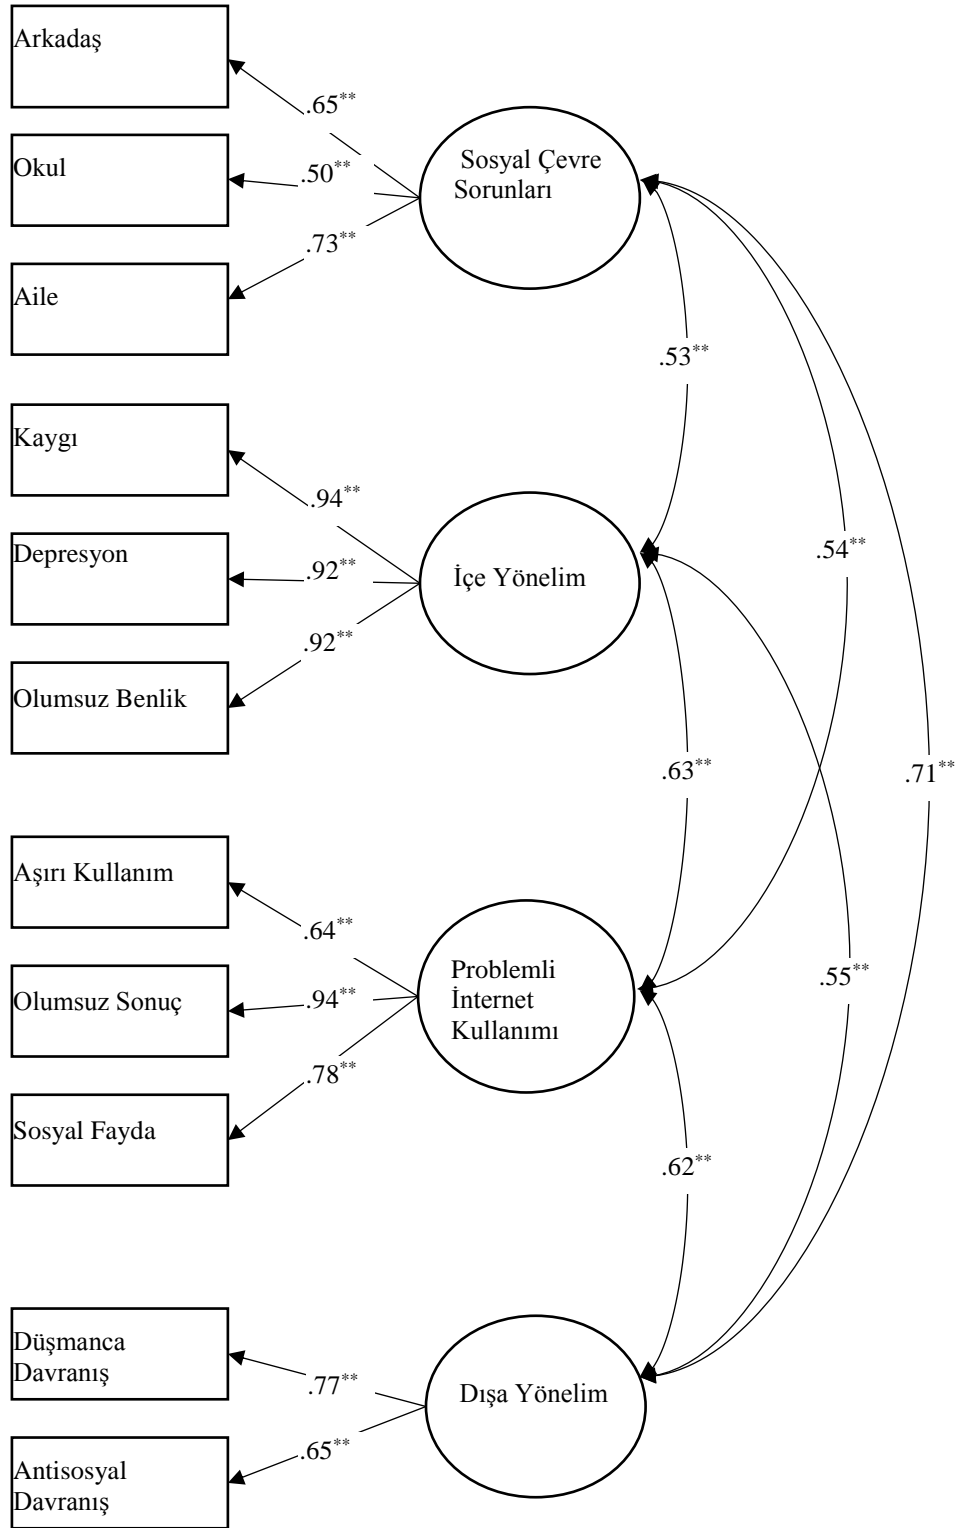 Arkadaş
.65**
Okul
.50**
Sosyal Çevre
Sorunları
.73**
Aile
.53**
Kaygı
.94**
Depresyon
.92**
İçe Yönelim
.54**
.92**
Olumsuz Benlik
.63**
.71**
Aşırı Kullanım
.64**
Problemli
İnternet
Kullanımı
.55**
Olumsuz Sonuç
.94**
.78**
Sosyal Fayda
.62**
Düşmanca
Davranış
.77**
Dışa Yönelim
.65**
Antisosyal
Davranış